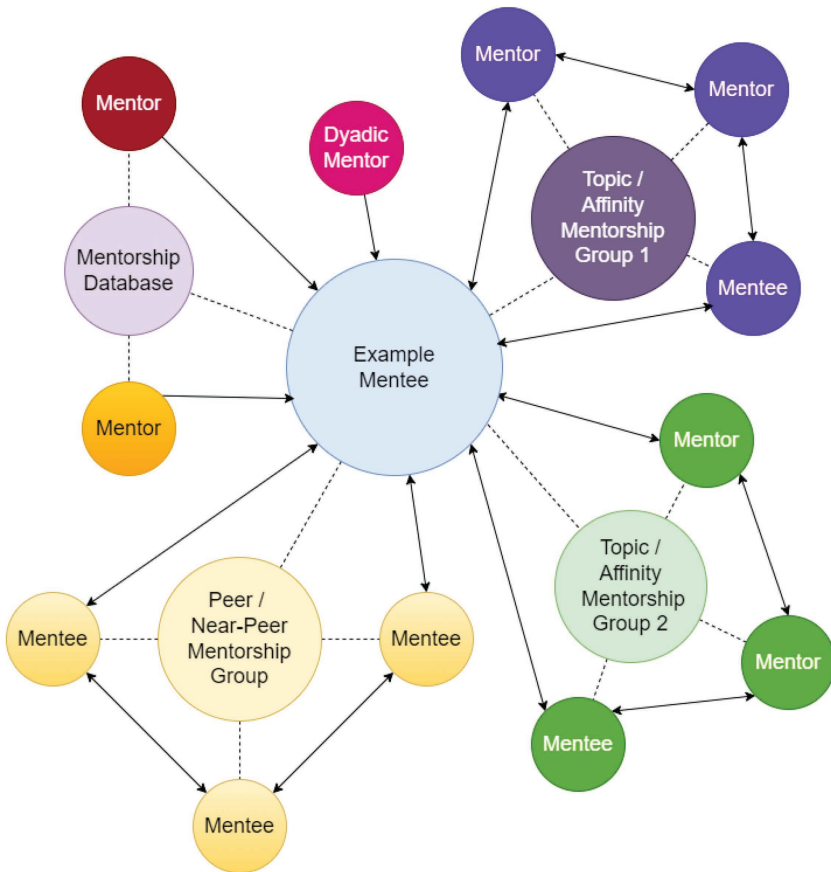 Mentor
Mentor
Mentor
Dyadic
Mentor
Topic /
Affinity
Mentorship
Group 1
Mentorship
Database
Mentee
Example
Mentee
Mentor
Mentor
Topic /
Affinity
Mentorship
Group 2
Peer /
Near-Peer
Mentorship
Group
Mentee
Mentee
Mentor
Mentee
Mentee